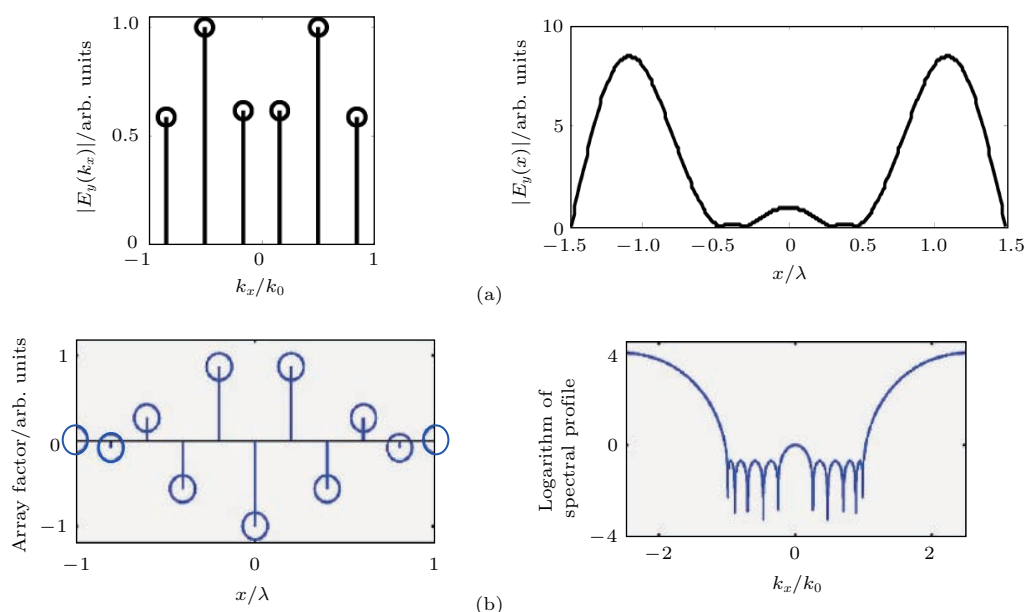 |E_y(k_x)|/arb. units
1.0
0.5
0
−1
0
1
k_x/k_0
|E_y(x)|/arb. units
10
5
0
−1.5
−1.0
−0.5
0
0.5
1.0
1.5
x/λ
(a)
Array factor/arb. units
1
0
−1
−1
0
1
x/λ
Logarithm of
spectral profile
4
0
−4
−2
0
2
k_x/k_0
(b)